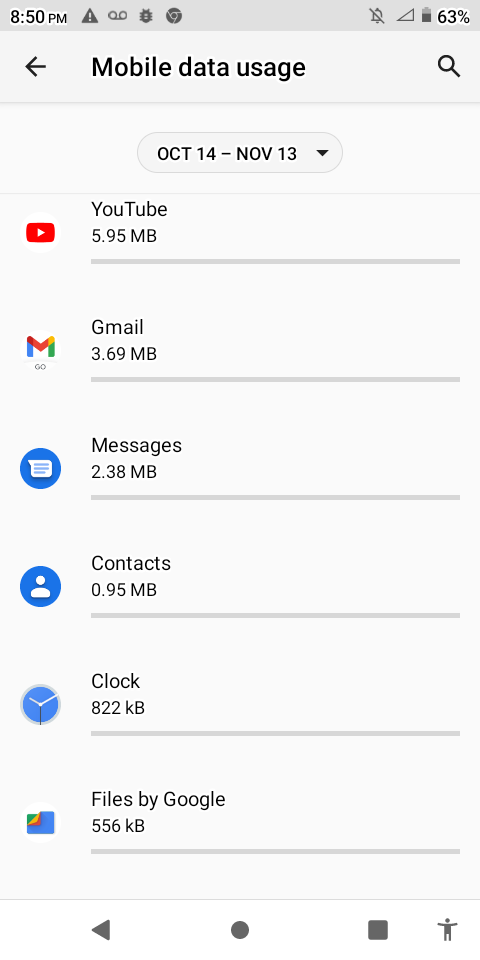 8:50 PM
63%
Mobile data usage
OCT 14 – NOV 13
YouTube
5.95 MB
Gmail
3.69 MB
GO
Messages
2.38 MB
Contacts
0.95 MB
Clock
822 kB
Files by Google
556 kB